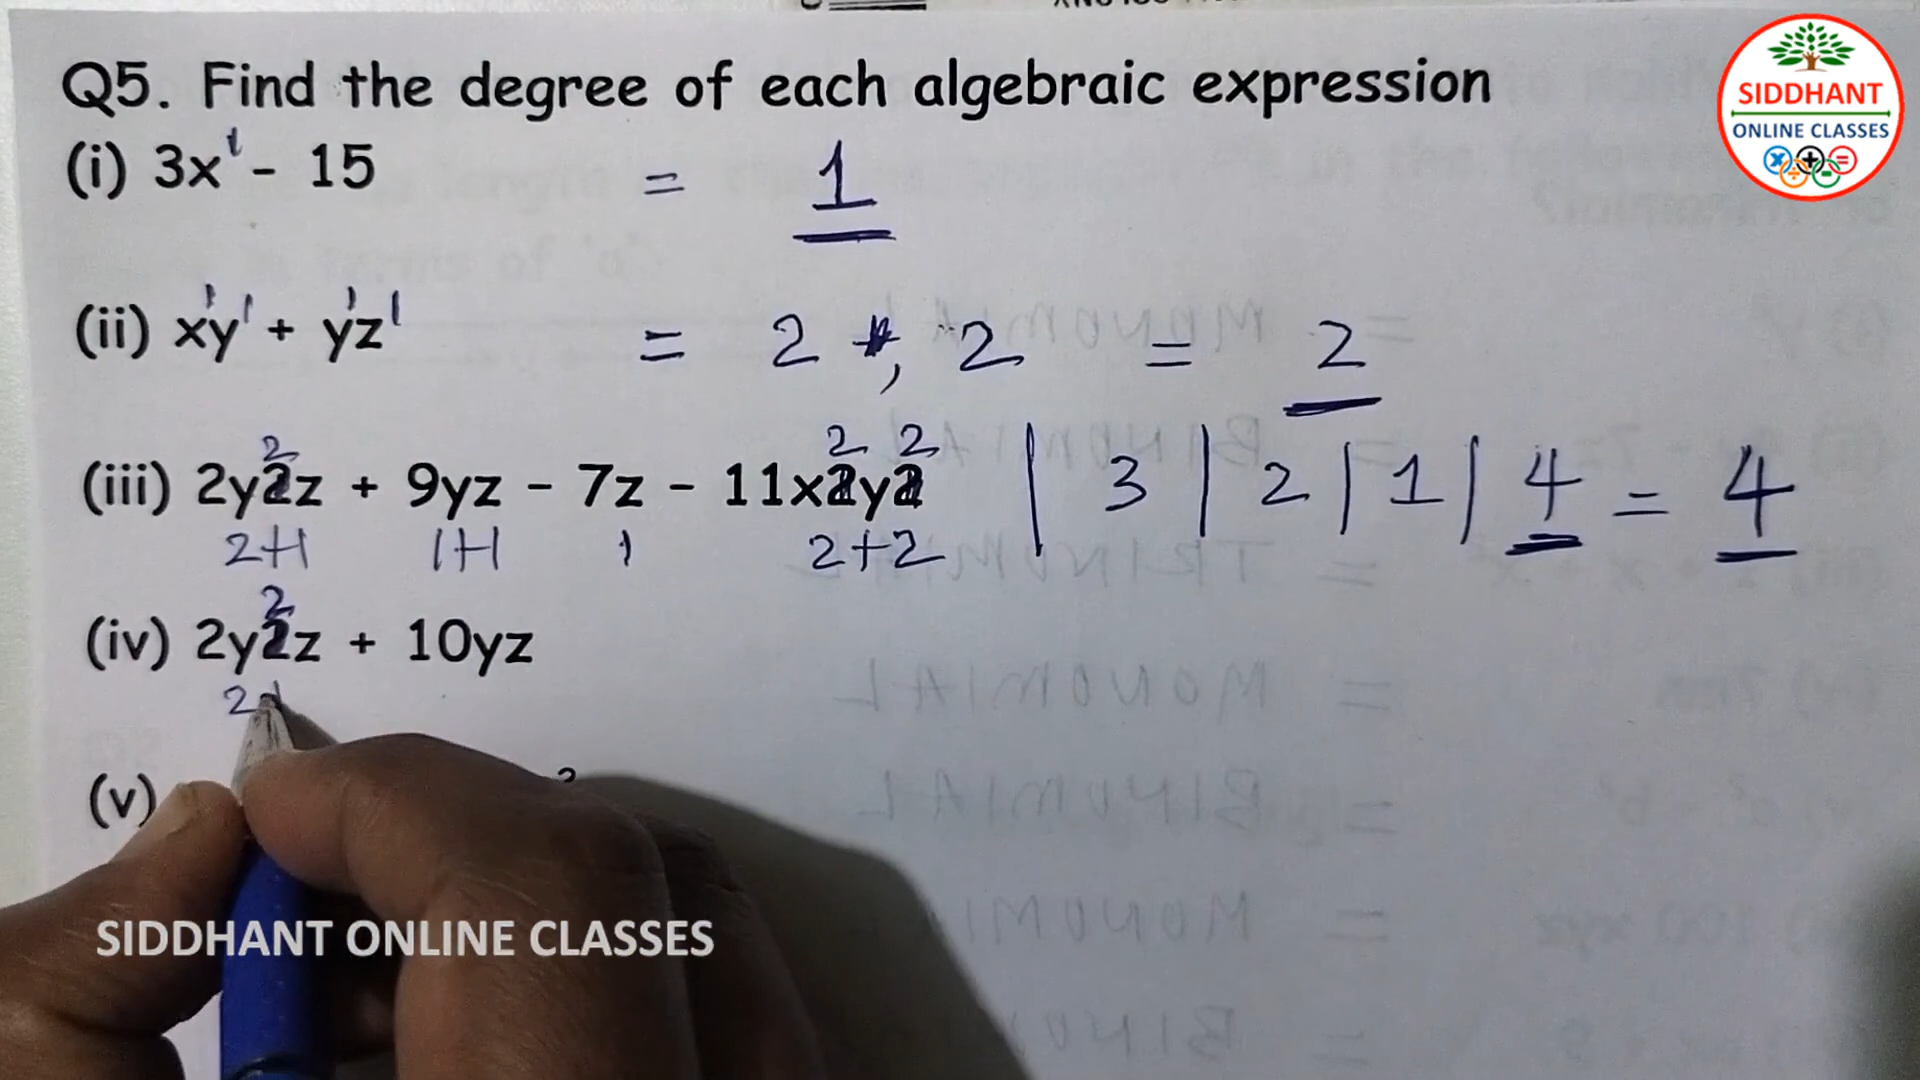 Q5. Find the degree of each algebraic expression
(i) 3x¹ - 15 = 1
(ii) x¹y¹ + y¹z¹ = 2 , 2 = 2
(iii) 2y²z + 9yz - 7z - 11x²y² | 3 | 2 | 1 | 4 = 4
2+1 1+1 1 2+2
(iv) 2y²z + 10yz
2+
(v)
SIDDHANT
ONLINE CLASSES
SIDDHANT ONLINE CLASSES